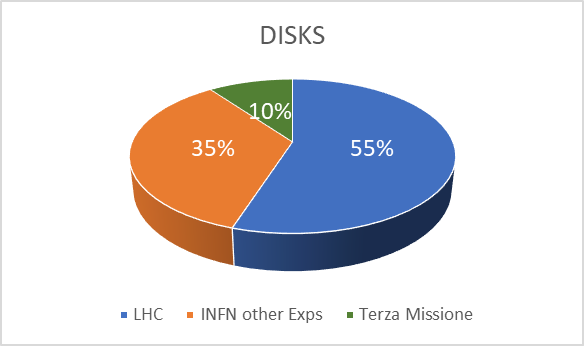 DISKS
10%
35%
55%
LHC INFN other Exps Terza Missione